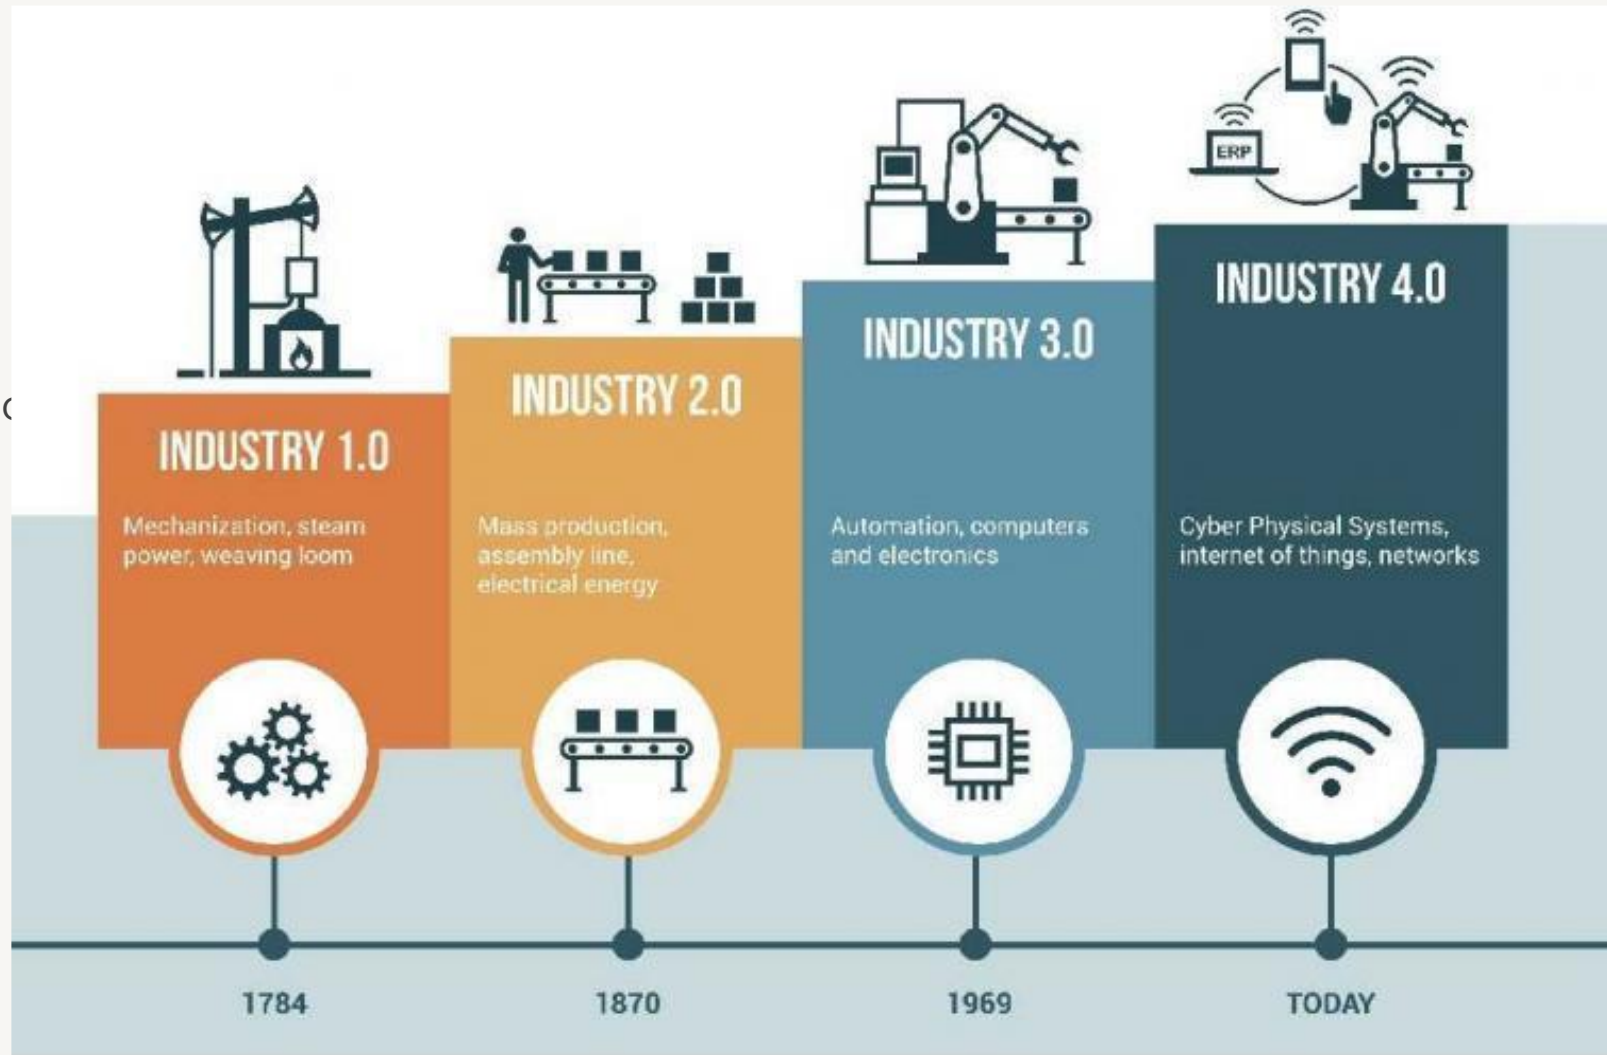 ERP
INDUSTRY 4.0
INDUSTRY 3.0
INDUSTRY 2.0
INDUSTRY 1.0
Mechanization, steam
power, weaving loom
Mass production,
assembly line,
electrical energy
Automation, computers
and electronics
Cyber Physical Systems,
internet of things, networks
1784
1870
1969
TODAY